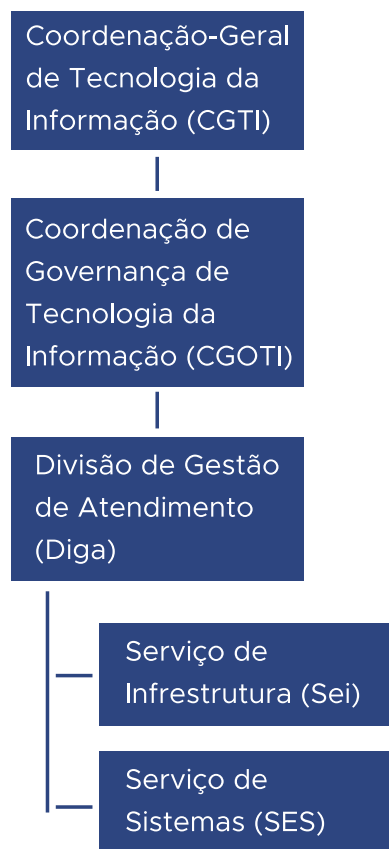 Coordenação-Geral
de Tecnologia da
Informação (CGTI)
Coordenação de
Governança de
Tecnologia da
Informação (CGOTI)
Divisão de Gestão
de Atendimento
(Diga)
Serviço de
Infrestrutura (Sei)
Serviço de
Sistemas (SES)